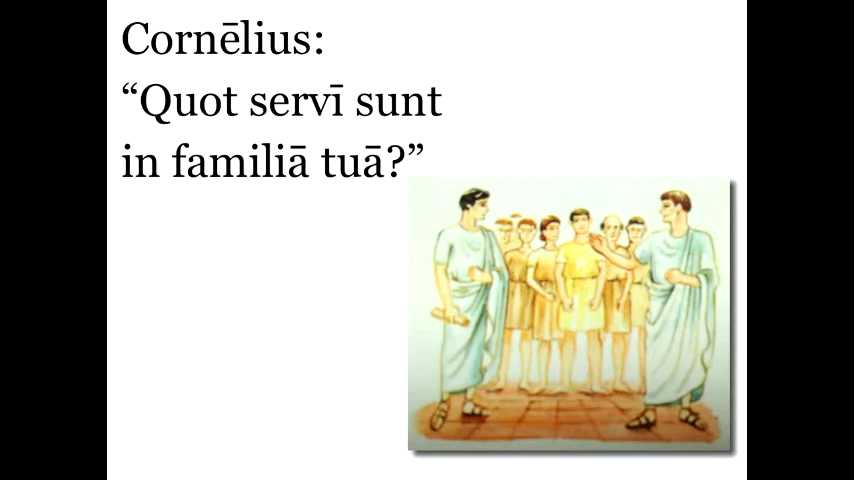 Cornēlius:
“Quot servī sunt
in familiā tuā?”